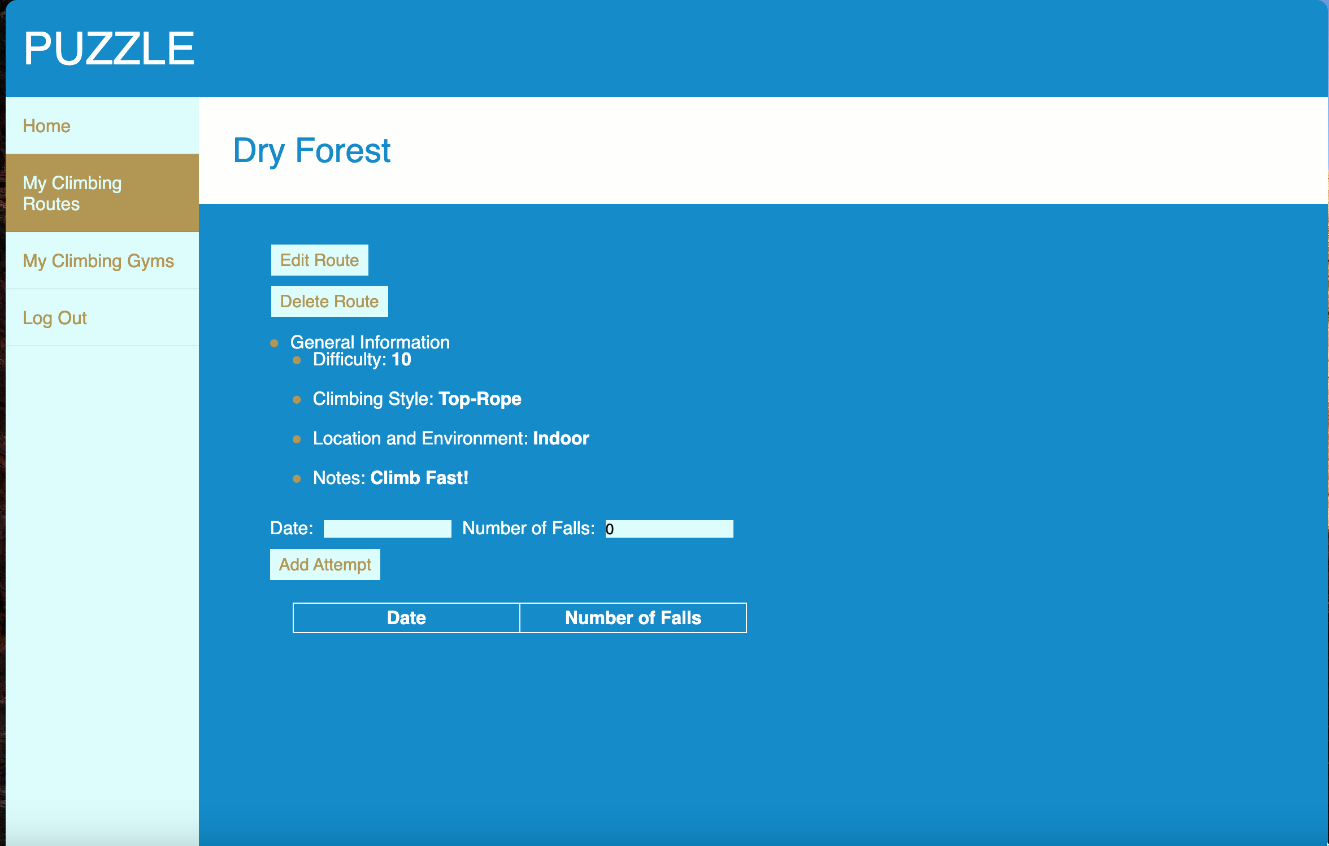 PUZZLE
Home
My Climbing
Routes
My Climbing Gyms
Log Out
Dry Forest
Edit Route
Delete Route
General Information
Difficulty: 10
Climbing Style: Top-Rope
Location and Environment: Indoor
Notes: Climb Fast!
Date: Number of Falls: 0
Add Attempt
Date Number of Falls